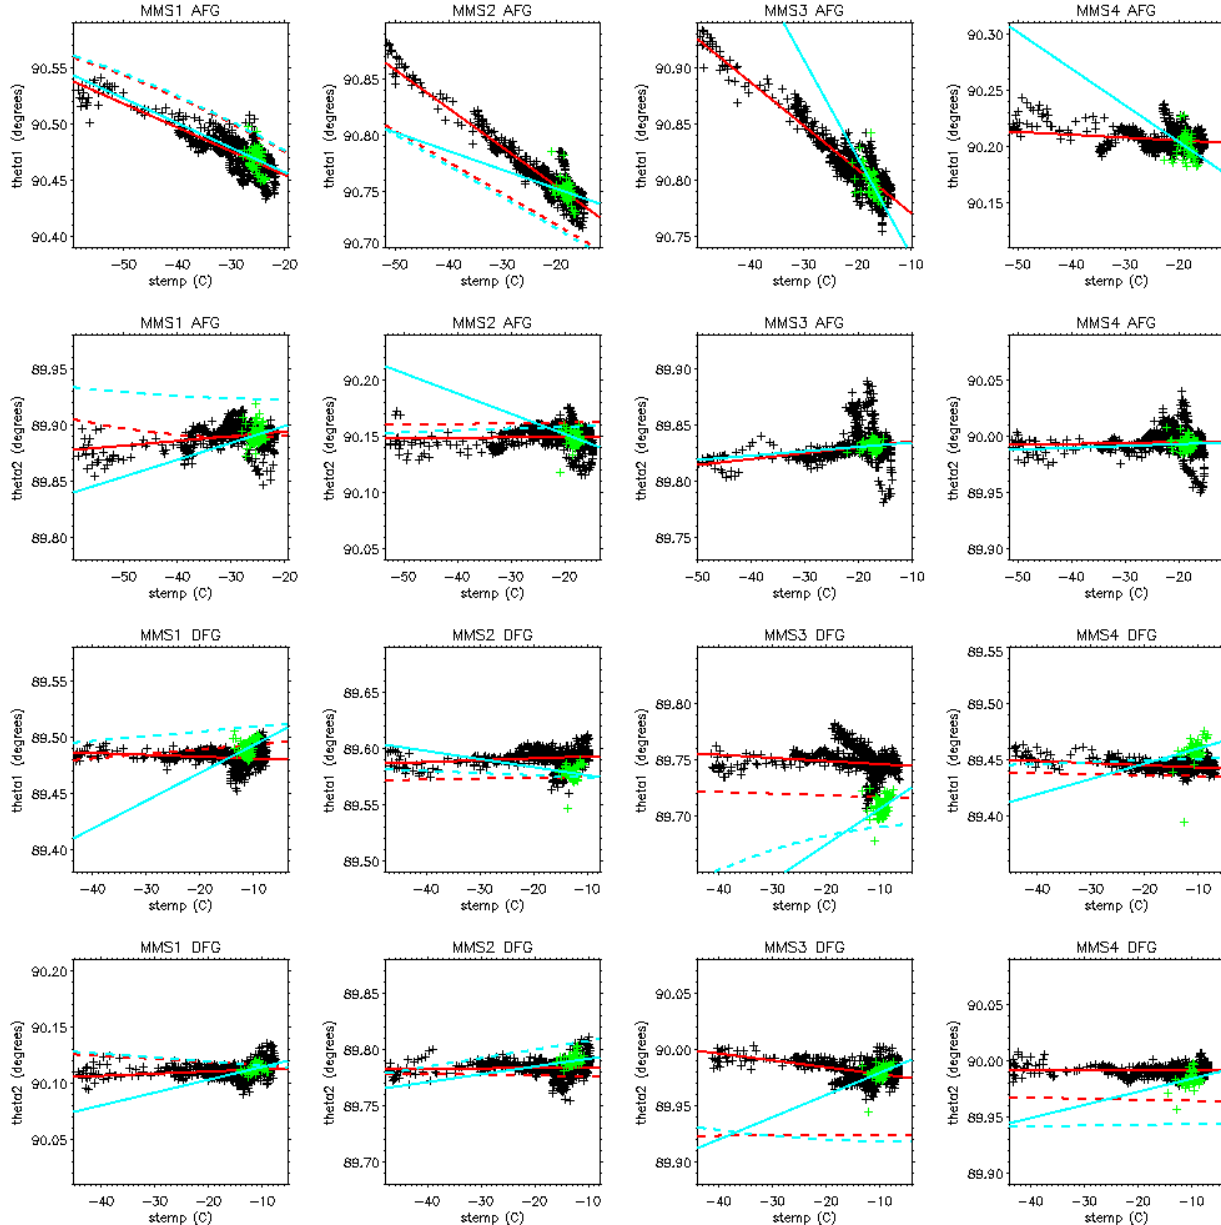 MMS1 AFG MMS2 AFG MMS3 AFG MMS4 AFG
theta1 (degrees) theta1 (degrees) theta1 (degrees) theta1 (degrees)
90.55 90.85 90.90 90.30
90.50 90.80 90.85 90.25
90.45 90.75 90.80 90.20
90.40 90.70 90.75 90.15
-50 -40 -30 -20 -50 -40 -30 -20 -50 -40 -30 -20 -10 -50 -40 -30 -20
stemp (C) stemp (C) stemp (C) stemp (C)
MMS1 AFG MMS2 AFG MMS3 AFG MMS4 AFG
theta2 (degrees) theta2 (degrees) theta2 (degrees) theta2 (degrees)
89.95 90.20 89.90 90.05
89.90 90.15 89.85 90.00
89.85 90.10 89.80 89.95
89.80 90.05 89.75 89.90
-50 -40 -30 -20 -50 -40 -30 -20 -50 -40 -30 -20 -10 -50 -40 -30 -20
stemp (C) stemp (C) stemp (C) stemp (C)
MMS1 DFG MMS2 DFG MMS3 DFG MMS4 DFG
theta1 (degrees) theta1 (degrees) theta1 (degrees) theta1 (degrees)
89.55 89.65 89.80 89.55
89.50 89.60 89.75 89.50
89.45 89.55 89.70 89.45
89.40 89.50 89.65 89.40
89.35
-40 -30 -20 -10 -40 -30 -20 -10 -40 -30 -20 -10 -40 -30 -20 -10
stemp (C) stemp (C) stemp (C) stemp (C)
MMS1 DFG MMS2 DFG MMS3 DFG MMS4 DFG
theta2 (degrees) theta2 (degrees) theta2 (degrees) theta2 (degrees)
90.20 89.85 90.05 90.05
90.15 89.80 90.00 90.00
90.10 89.75 89.95 89.95
90.05 89.70 89.90 89.90
-40 -30 -20 -10 -40 -30 -20 -10 -40 -30 -20 -10 -40 -30 -20 -10
stemp (C) stemp (C) stemp (C) stemp (C)